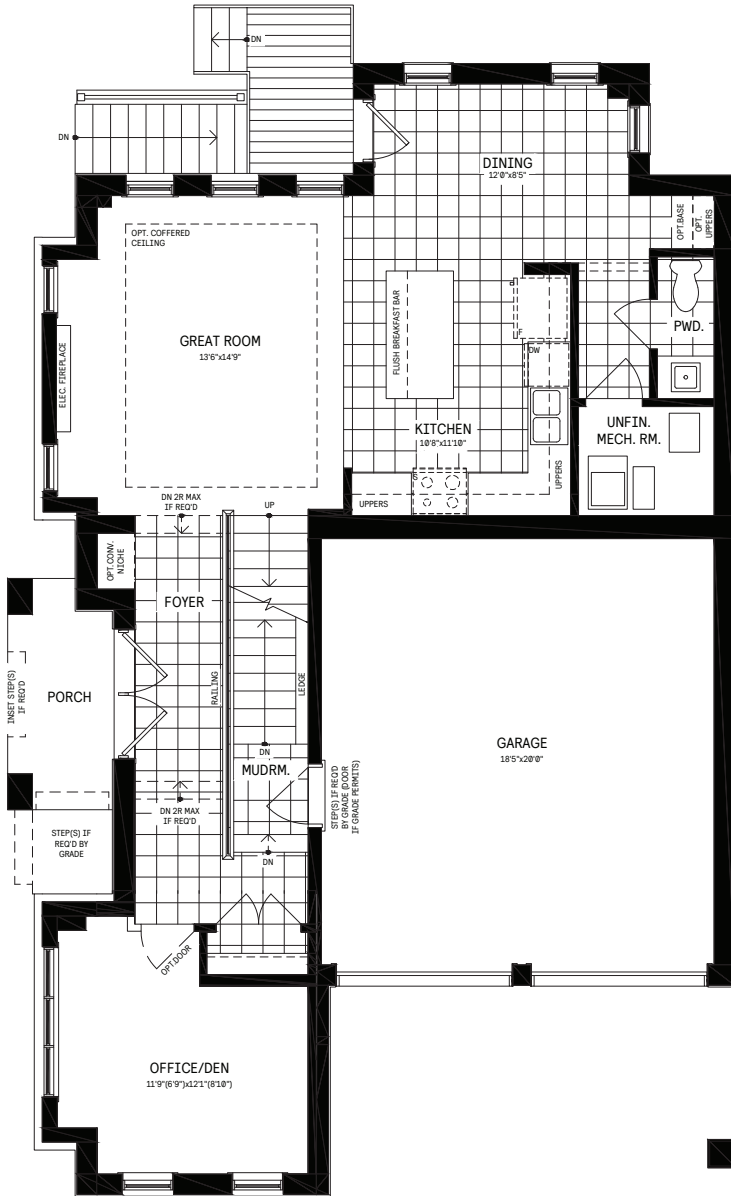 DN
DN
DINING
12'0"x8'5"
OPT.BASE
OPT.
UPPERS
OPT. COFFERED
CEILING
GREAT ROOM
13'6"x14'9"
ELEC. FIREPLACE
FLUSH BREAKFAST BAR
F
DW
PWD.
KITCHEN
10'8"x11'10"
UNFIN.
MECH. RM.
S
UPPERS
UPPERS
DN 2R MAX
IF REQ'D
UP
OPT. CONV.
NICHE
FOYER
RAILING
LEDGE
INSET STEP(S)
IF REQ'D
PORCH
DN
MUDRM.
GARAGE
18'5"x20'0"
STEP(S) IF REQ'D
BY GRADE (DOOR
IF GRADE PERMITS)
DN 2R MAX
IF REQ'D
STEP(S) IF
REQ'D BY
GRADE
DN
OPT.DOOR
OFFICE/DEN
11'9"(6'9")x12'1"(8'10")